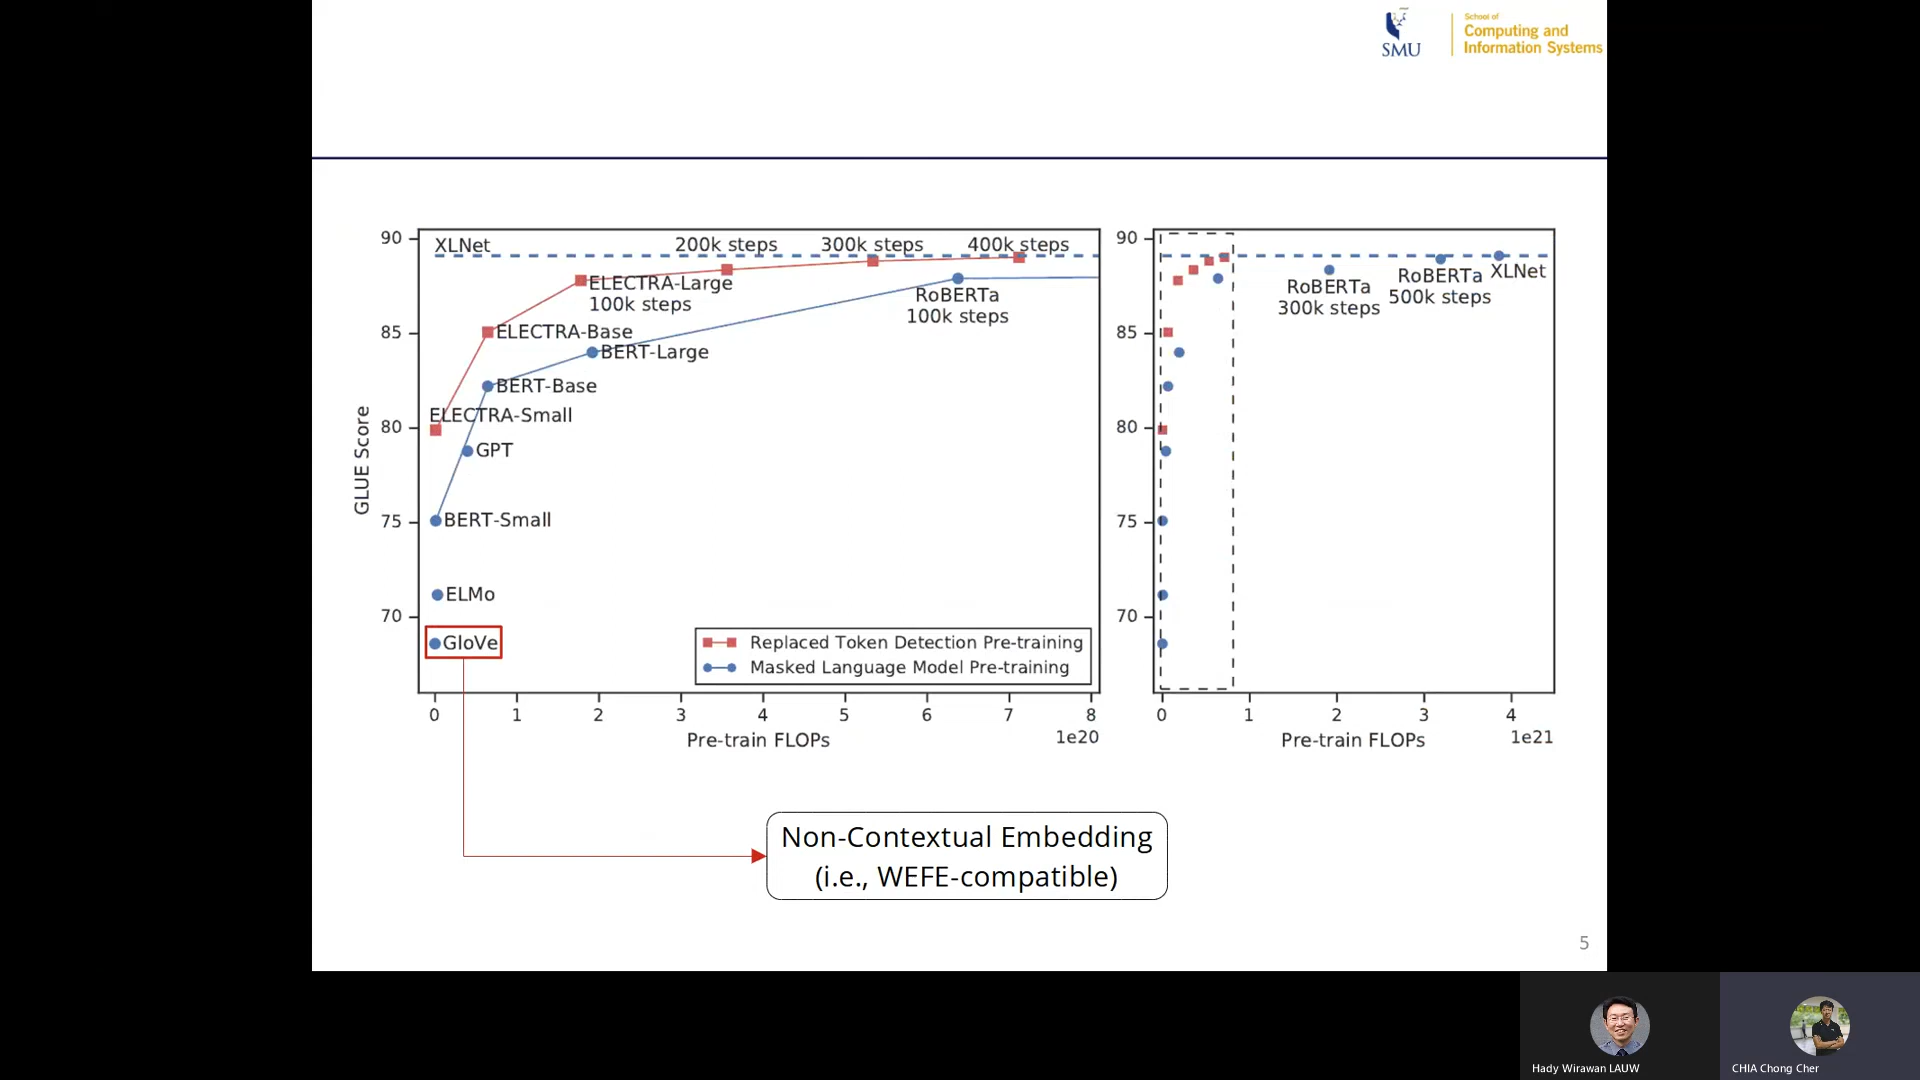 SMU
School of
Computing and
Information Systems
90
85
80
75
70
GLUE Score
XLNet
200k steps
300k steps
400k steps
ELECTRA-Large
100k steps
RoBERTa
100k steps
ELECTRA-Base
BERT-Large
BERT-Base
ELECTRA-Small
GPT
BERT-Small
ELMo
GloVe
Replaced Token Detection Pre-training
Masked Language Model Pre-training
0 1 2 3 4 5 6 7 8
Pre-train FLOPs
1e20
90
85
80
75
70
RoBERTa
300k steps
RoBERTa
500k steps
XLNet
0 1 2 3 4
Pre-train FLOPs
1e21
Non-Contextual Embedding
(i.e., WEFE-compatible)
5
Hady Wirawan LAUW
CHIA Chong Cher